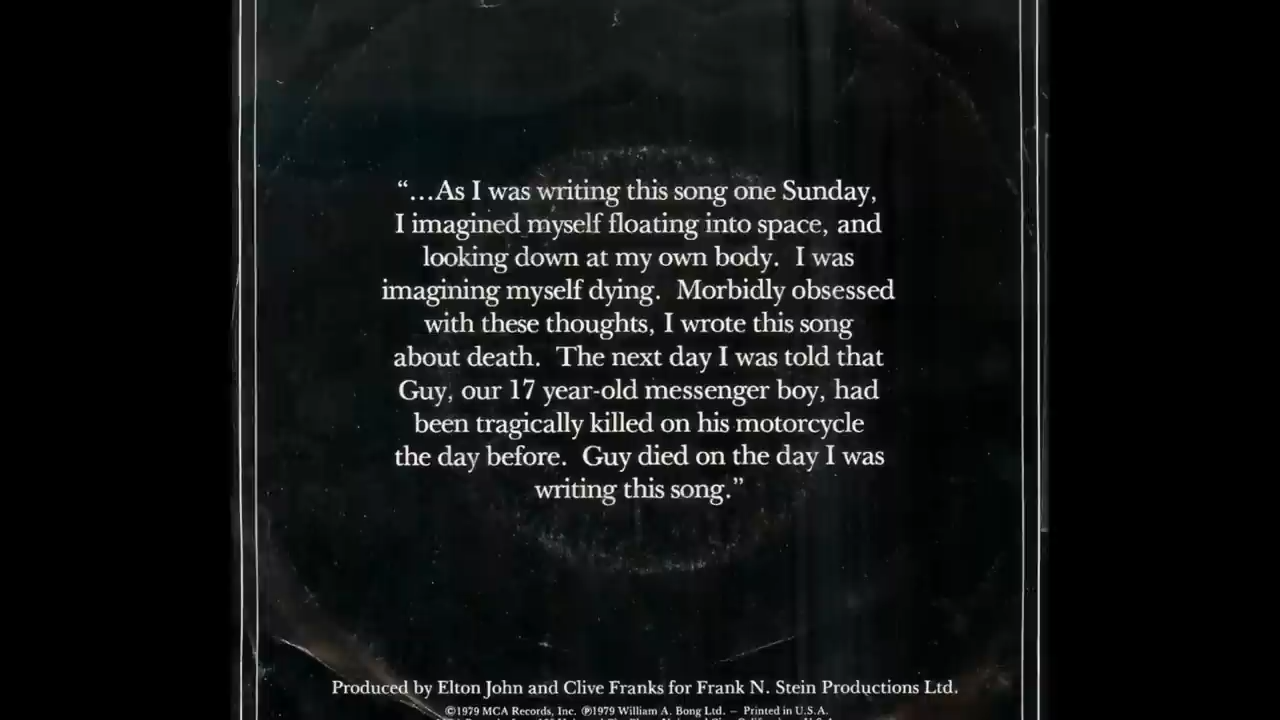 “...As I was writing this song one Sunday,
I imagined myself floating into space, and
looking down at my own body. I was
imagining myself dying. Morbidly obsessed
with these thoughts, I wrote this song
about death. The next day I was told that
Guy, our 17 year-old messenger boy, had
been tragically killed on his motorcycle
the day before. Guy died on the day I was
writing this song.”
Produced by Elton John and Clive Franks for Frank N. Stein Productions Ltd.
©1979 MCA Records, Inc. ℗1979 William A. Bong Ltd. – Printed in U.S.A.